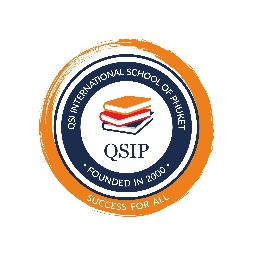 QSI INTERNATIONAL SCHOOL OF PHUKET
QSIP
• FOUNDED IN 2000 •
SUCCESS FOR ALL